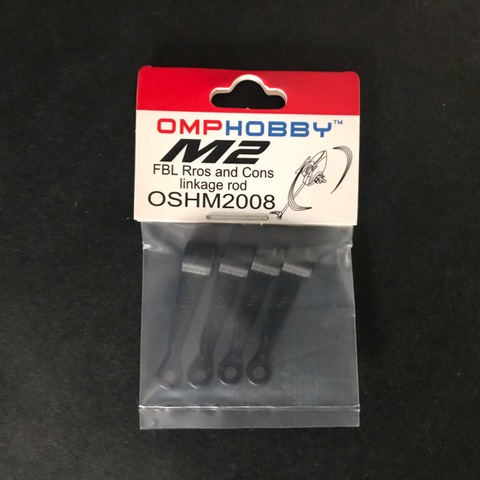 OMPHOBBY™
M2
FBL Rros and Cons
linkage rod
OSHM2008